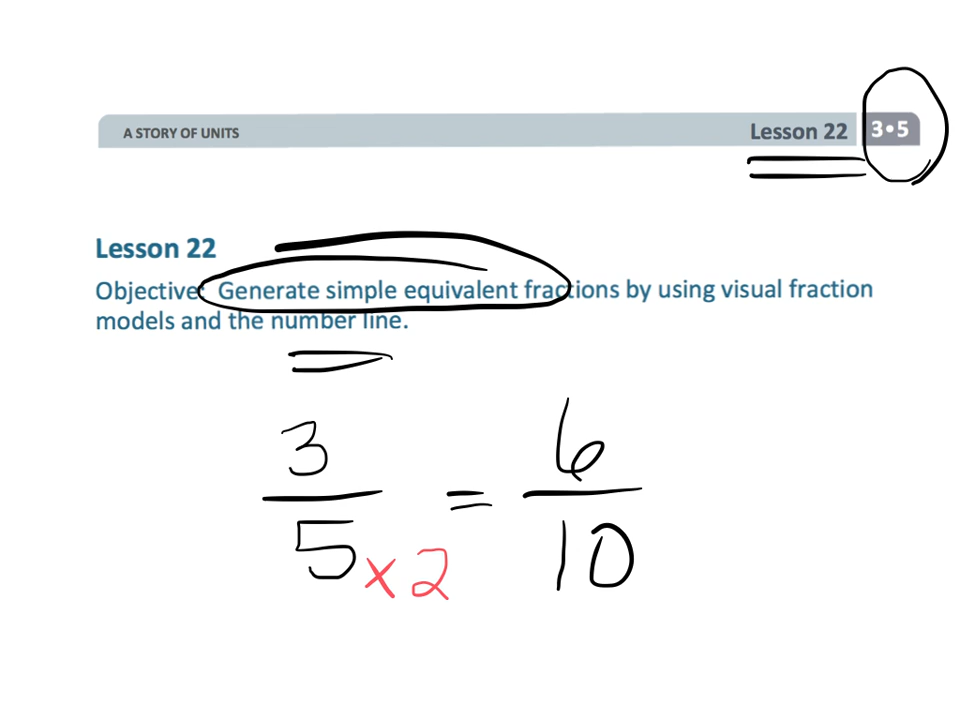 A STORY OF UNITS Lesson 22 3•5
Lesson 22
Objective: Generate simple equivalent fractions by using visual fraction
models and the number line.
3 6
= 
5 x 2 10